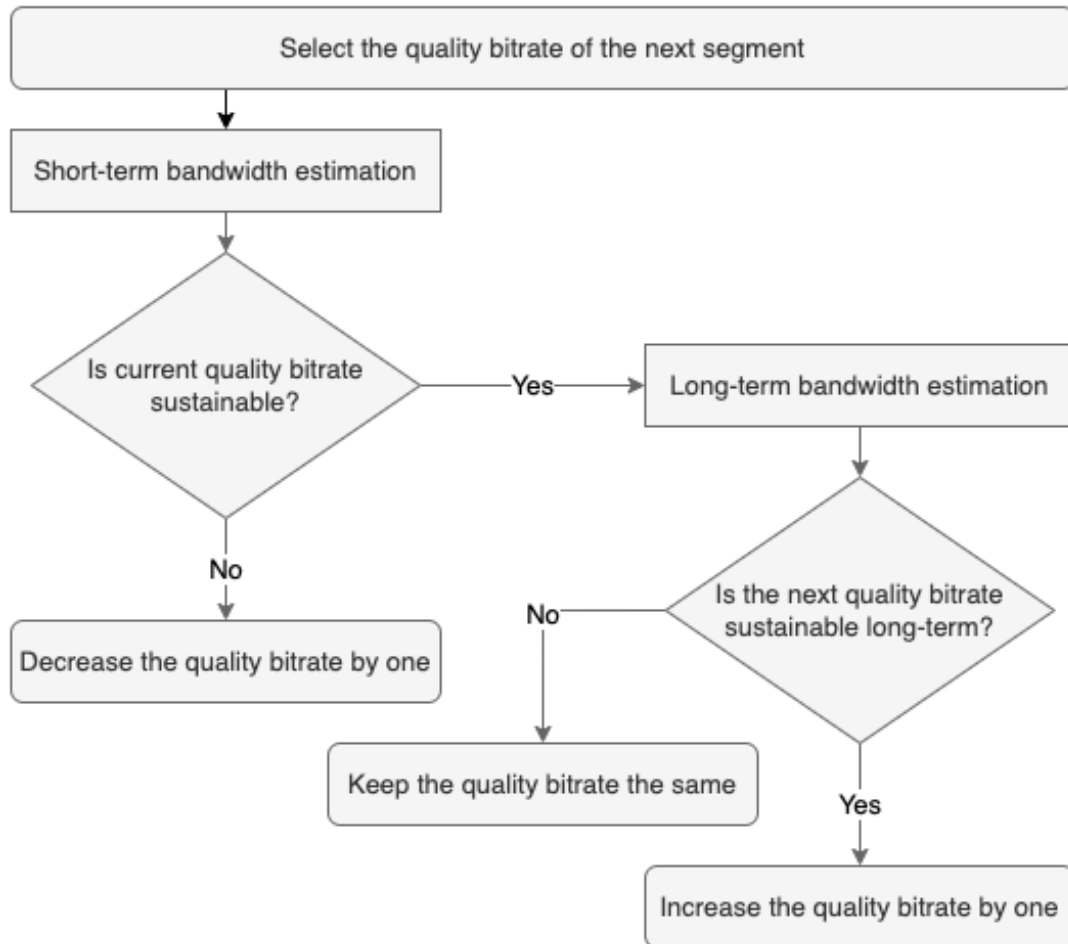 Select the quality bitrate of the next segment
Short-term bandwidth estimation
Is current quality bitrate
sustainable?
Yes
Long-term bandwidth estimation
No
Decrease the quality bitrate by one
Is the next quality bitrate
sustainable long-term?
No
Keep the quality bitrate the same
Yes
Increase the quality bitrate by one